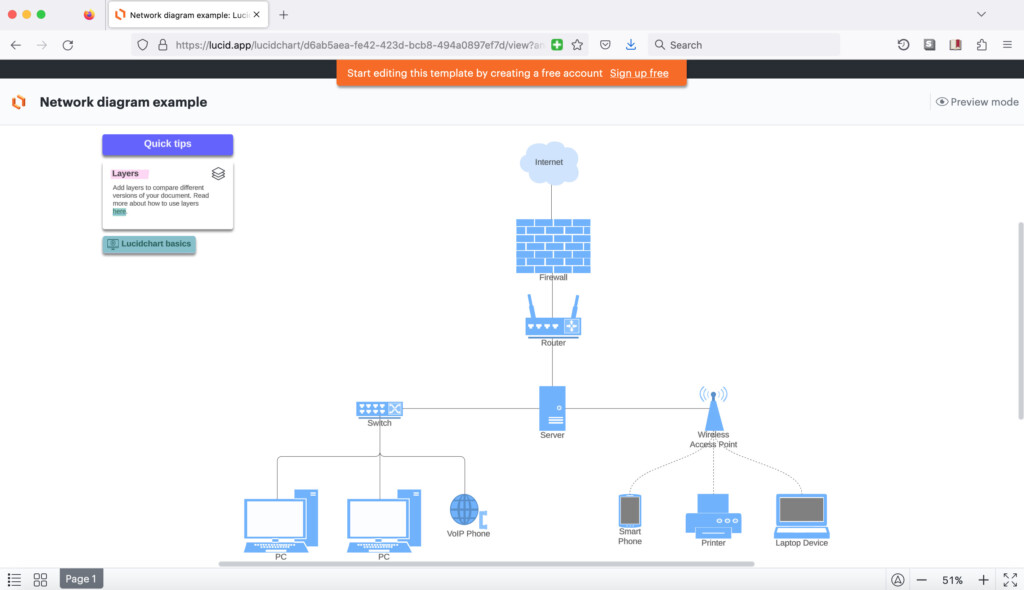 Network diagram example: Luci
https://lucid.app/lucidchart/d6ab5aea-fe42-423d-bcb8-494a0897ef7d/view?an
Search
Start editing this template by creating a free account Sign up free
Network diagram example
Preview mode
Quick tips
Layers
Add layers to compare different
versions of your document. Read
more about how to use layers
here.
Lucidchart basics
Internet
Firewall
Router
Switch
Server
Wireless
Access Point
PC
PC
VoIP Phone
Smart
Phone
Printer
Laptop Device
Page 1
51%